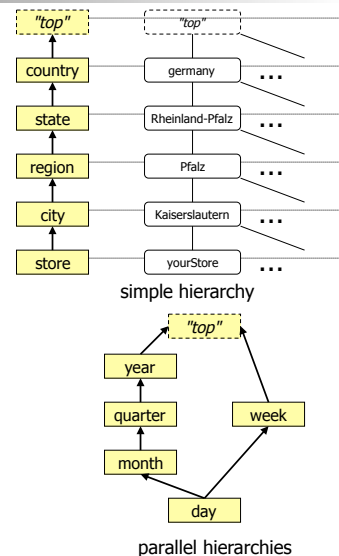 "top" "top"
country germany ...
state Rheinland-Pfalz ...
region Pfalz ...
city Kaiserslautern ...
store yourStore ...
simple hierarchy
"top"
year
quarter week
month
day
parallel hierarchies